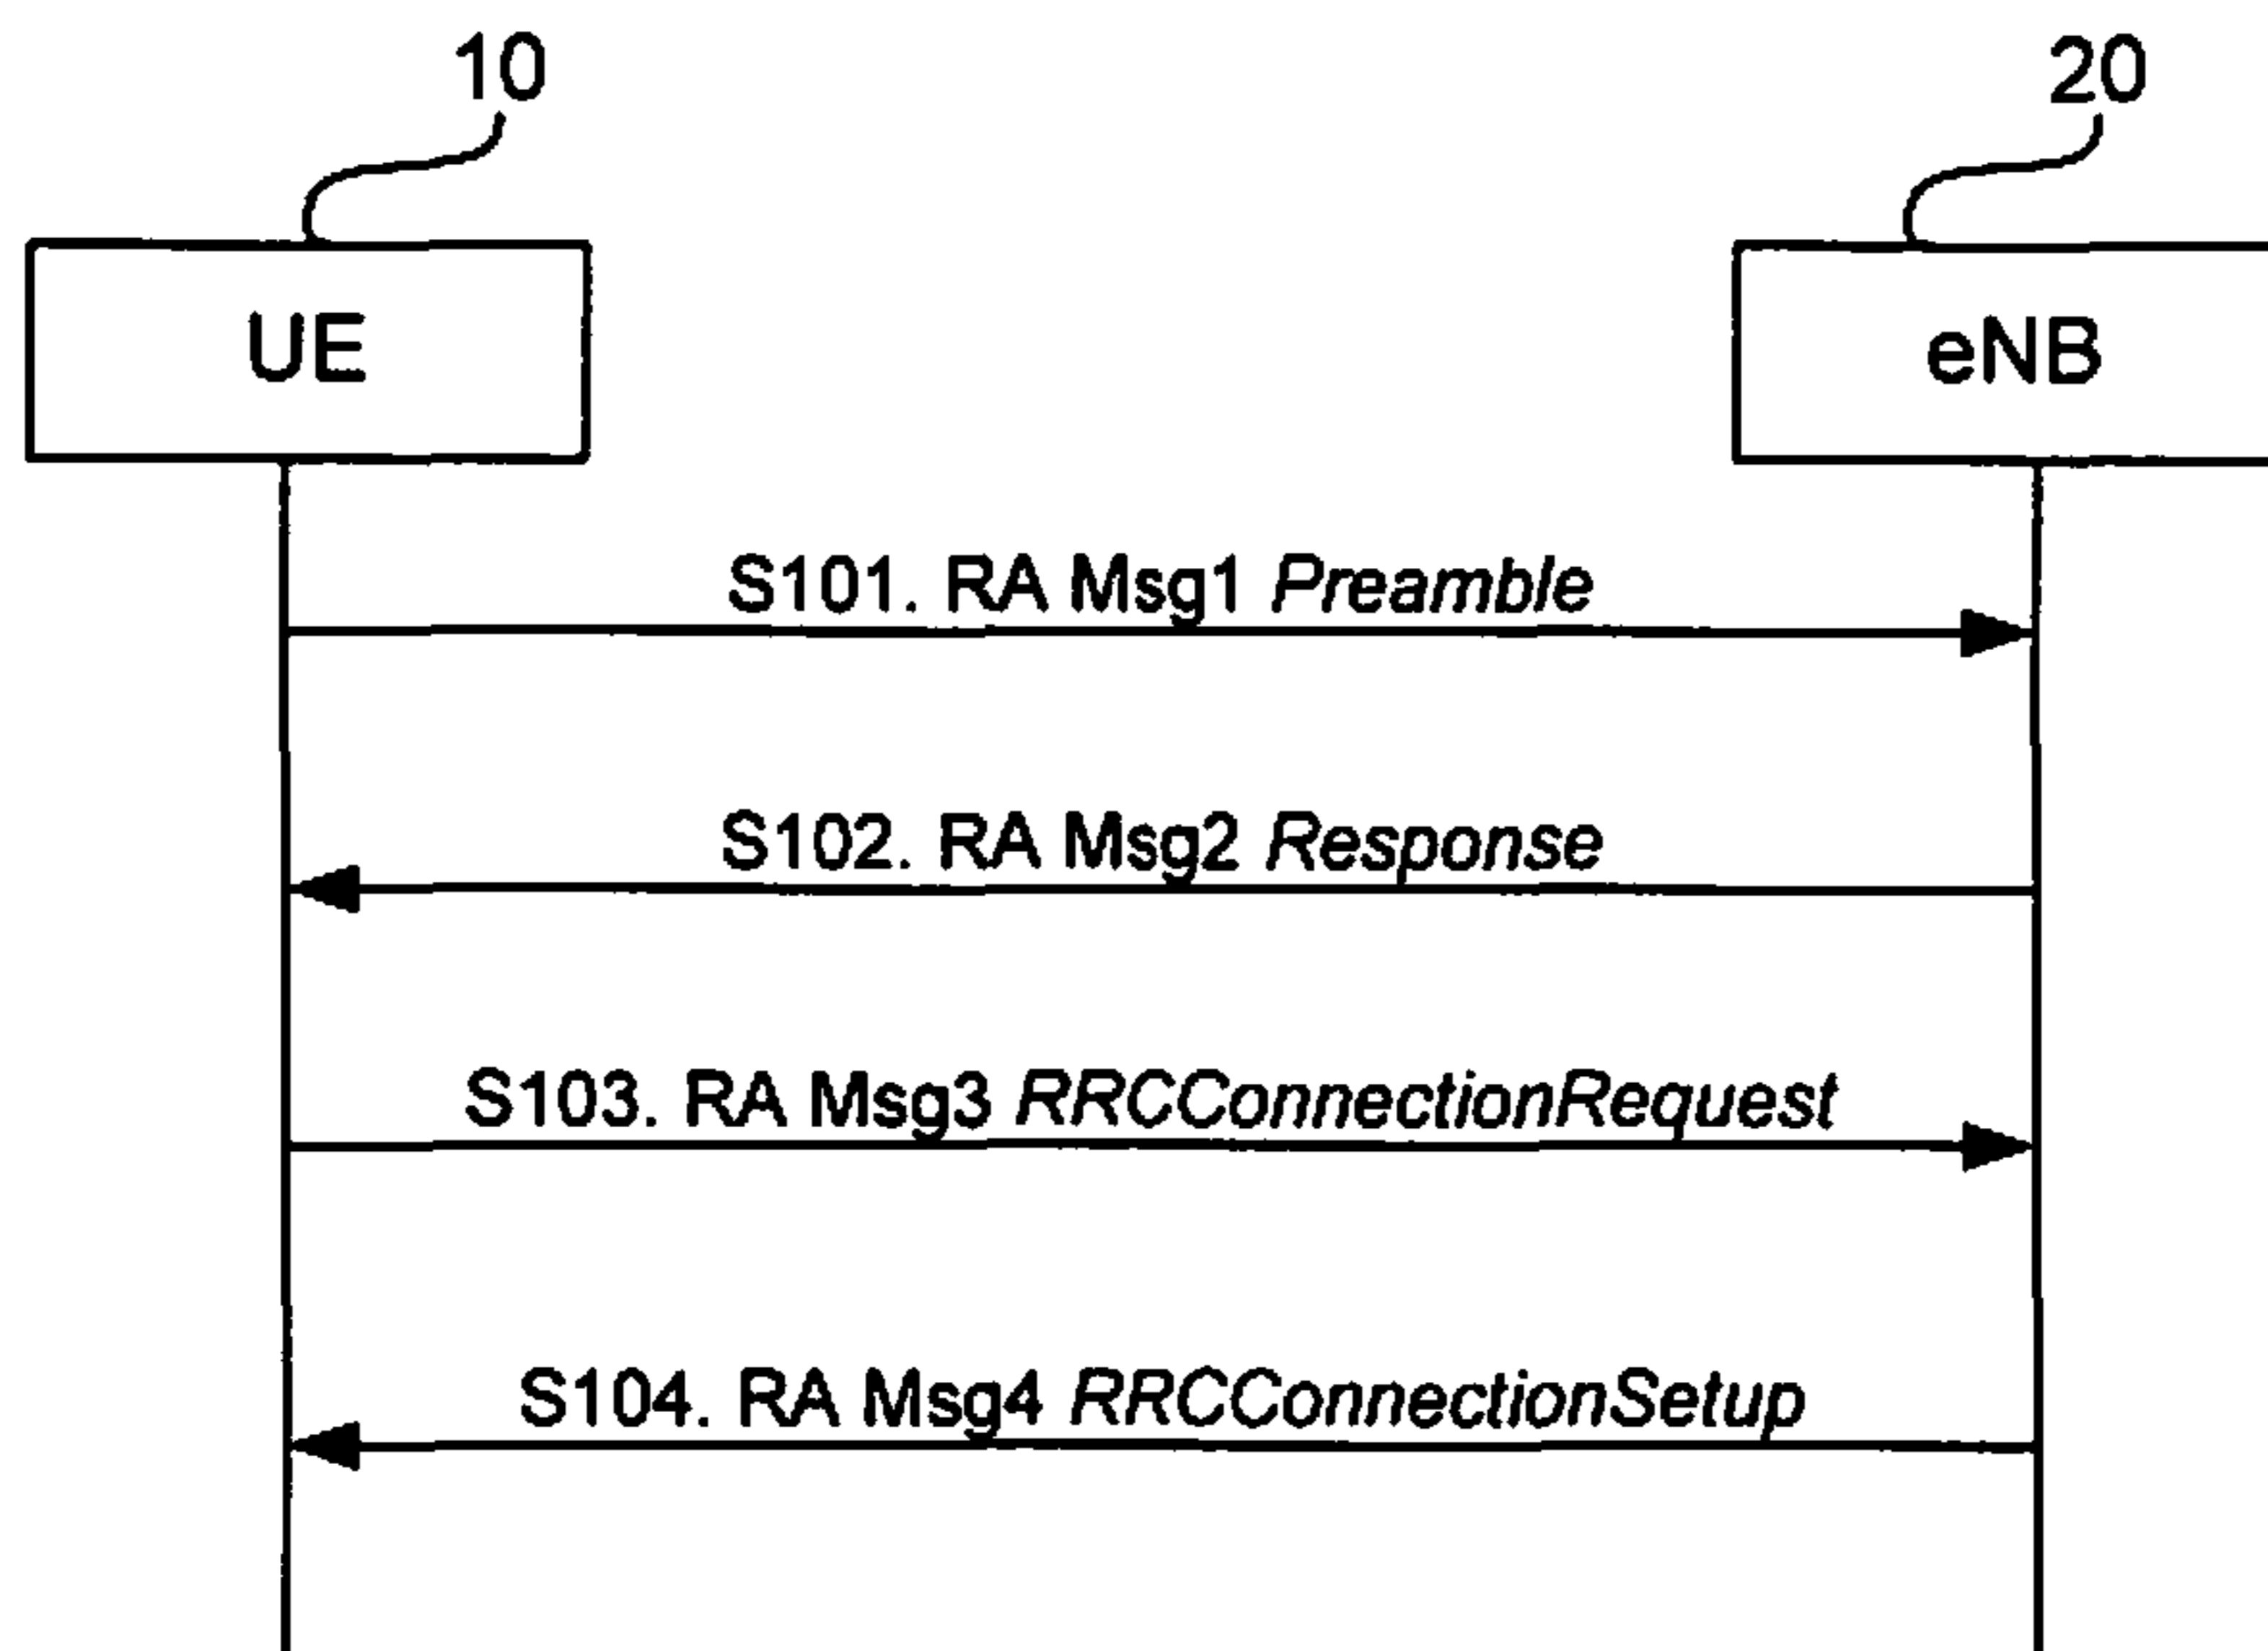 10
20
UE
eNB
S101. RA Msg1 Preamble
S102. RA Msg2 Response
S103. RA Msg3 RRCConnectionRequest
S104. RA Msg4 RRCConnectionSetup